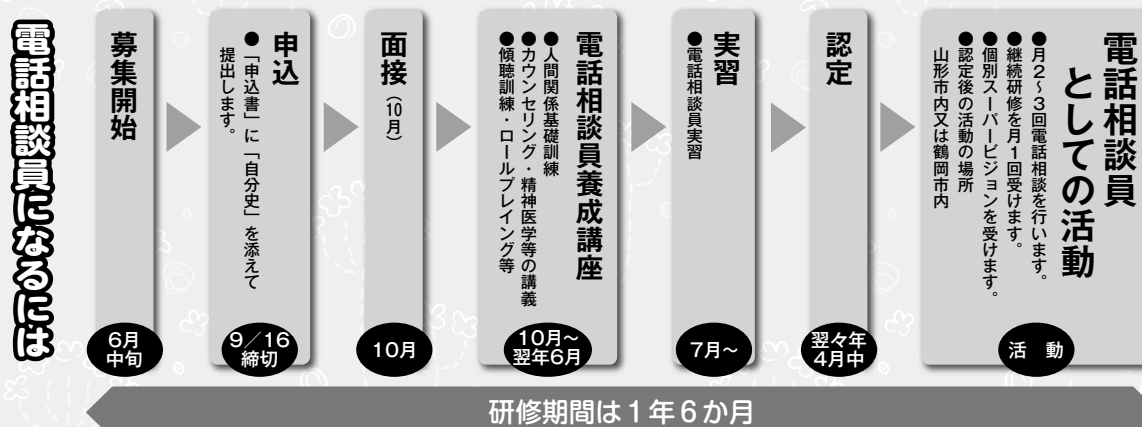 電話相談員になるには
募集開始
6月
中旬
申込
●「申込書」に「自分史」を添えて
提出します。
9／16
締切
面接（10月）
10月
電話相談員養成講座
●人間関係基礎訓練
●カウンセリング・精神医学等の講義
●傾聴訓練・ロールプレイング等
10月～
翌年6月
実習
●電話相談員実習
7月～
認定
翌々年
4月中
電話相談員
としての活動
●月2～3回電話相談を行います。
●継続研修を月1回受けます。
●個別スーパービジョンを受けます。
●認定後の活動の場所
山形市内又は鶴岡市内
活　動
研修期間は1年6か月